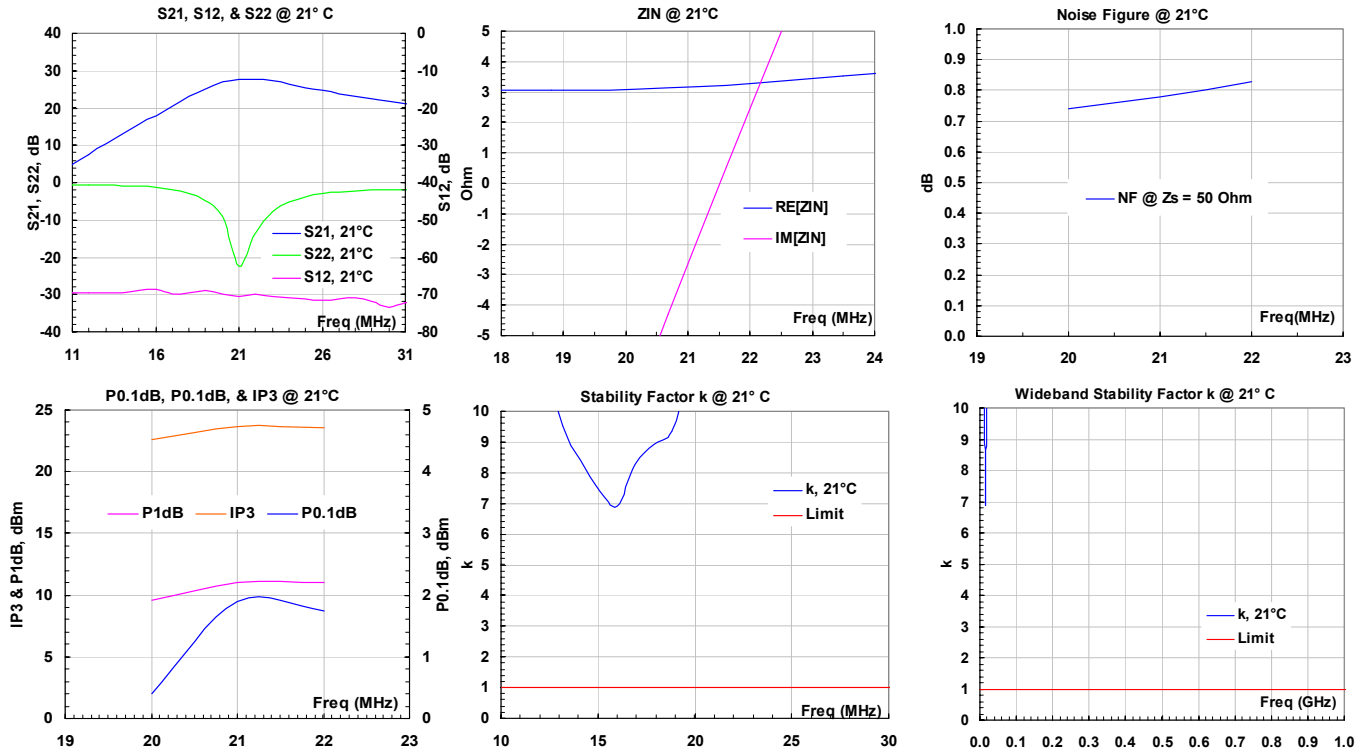 S21, S12, & S22 @ 21° C
40
30
20
10
0
-10
-20
-30
-40
S21, S22, dB
0
-10
-20
-30
-40
-50
-60
-70
-80
S12, dB
S21, 21°C
S22, 21°C
S12, 21°C
Freq (MHz)
11 16 21 26 31
ZIN @ 21°C
5
4
3
2
1
0
-1
-2
-3
-4
-5
Ohm
RE[ZIN]
IM[ZIN]
Freq (MHz)
18 19 20 21 22 23 24
Noise Figure @ 21°C
1.0
0.9
0.8
0.7
0.6
0.5
0.4
0.3
0.2
0.1
0.0
dB
NF @ Zs = 50 Ohm
Freq(MHz)
19 20 21 22 23
P0.1dB, P0.1dB, & IP3 @ 21°C
25
20
15
10
5
0
IP3 & P1dB, dBm
5
4
3
2
1
0
P0.1dB, dBm
P1dB IP3 P0.1dB
Freq (MHz)
19 20 21 22 23
Stability Factor k @ 21° C
10
9
8
7
6
5
4
3
2
1
0
k
k, 21°C
Limit
Freq (MHz)
10 15 20 25 30
Wideband Stability Factor k @ 21° C
10
9
8
7
6
5
4
3
2
1
0
k
k, 21°C
Limit
Freq (GHz)
0.0 0.1 0.2 0.3 0.4 0.5 0.6 0.7 0.8 0.9 1.0